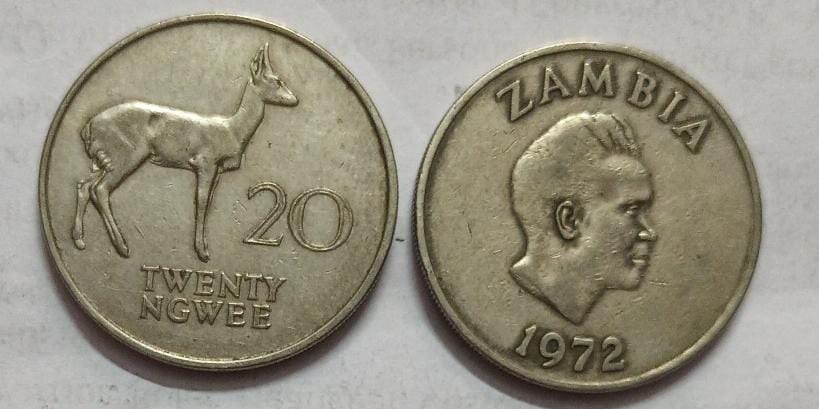 20
TWENTY
NGWEE
ZAMBIA
1972